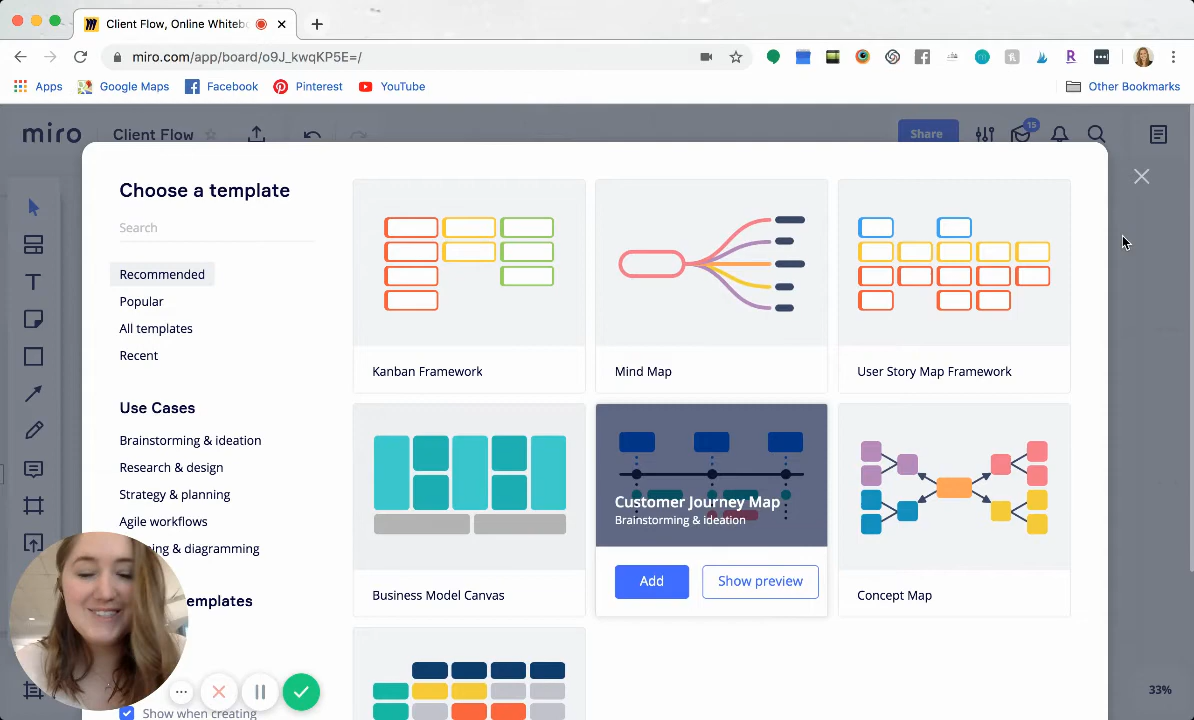 Client Flow, Online Whiteb
miro.com/app/board/o9J_kwqKP5E=/
R
Apps
Google Maps
Facebook
Pinterest
YouTube
Other Bookmarks
miro
Client Flow
Share
15
Choose a template
Search
Recommended
Popular
All templates
Recent
Use Cases
Brainstorming & ideation
Research & design
Strategy & planning
Agile workflows
& diagramming
emplates
Show when creating
Kanban Framework
Mind Map
User Story Map Framework
Business Model Canvas
Customer Journey Map
Brainstorming & ideation
Add
Show preview
Concept Map
33%